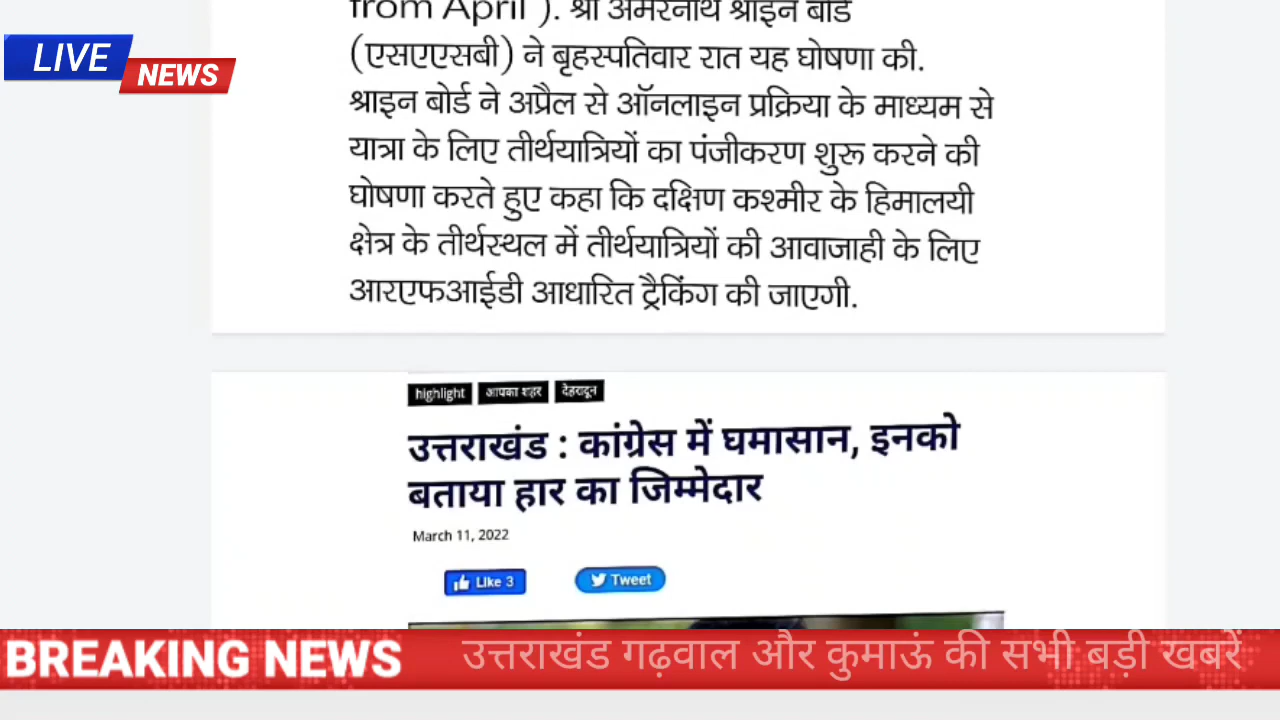 from April ). श्री अमरनाथ श्राइन बोर्ड
LIVE
NEWS
(एसएएसबी) ने बृहस्पतिवार रात यह घोषणा की.
श्राइन बोर्ड ने अप्रैल से ऑनलाइन प्रक्रिया के माध्यम से
यात्रा के लिए तीर्थयात्रियों का पंजीकरण शुरू करने की
घोषणा करते हुए कहा कि दक्षिण कश्मीर के हिमालयी
क्षेत्र के तीर्थस्थल में तीर्थयात्रियों की आवाजाही के लिए
आरएफआईडी आधारित ट्रैकिंग की जाएगी.
highlight आपका शहर देहरादून
उत्तराखंड : कांग्रेस में घमासान, इनको
बताया हार का जिम्मेदार
March 11, 2022
Like 3 Tweet
BREAKING NEWS उत्तराखंड गढ़वाल और कुमाऊं की सभी बड़ी खबरें